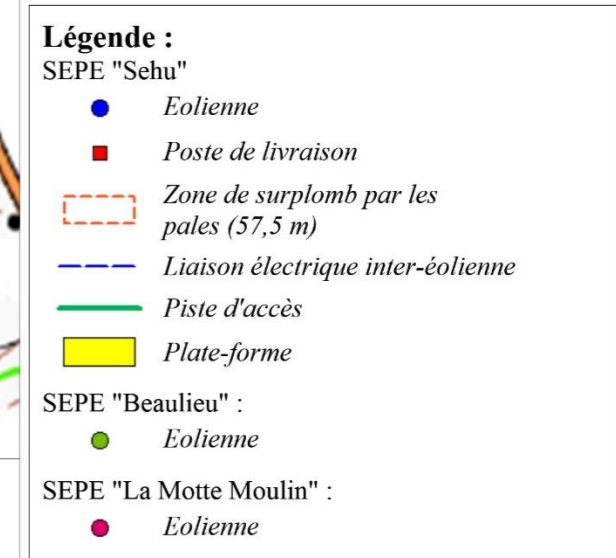 Légende :
SEPE "Sehu"
Eolienne
Poste de livraison
Zone de surplomb par les
pales (57,5 m)
Liaison électrique inter-éolienne
Piste d'accès
Plate-forme
SEPE "Beaulieu" :
Eolienne
SEPE "La Motte Moulin" :
Eolienne